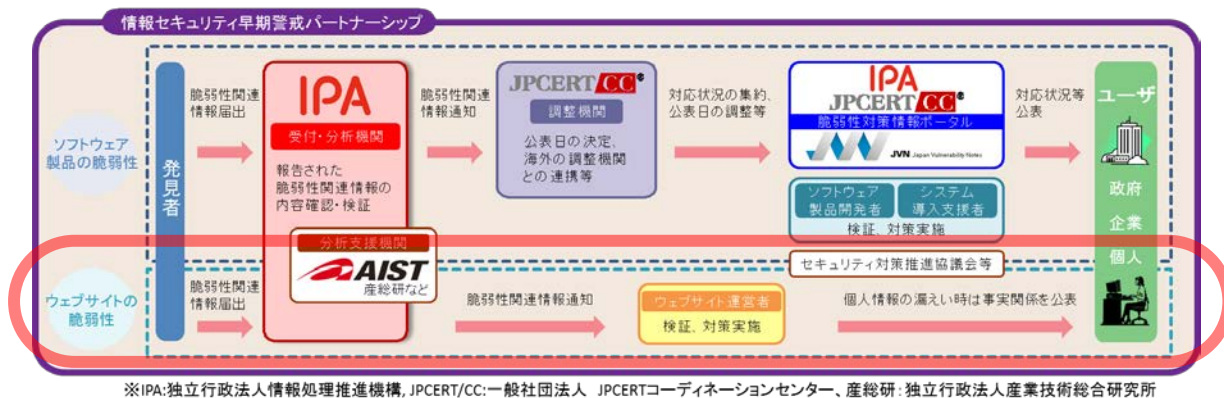 情報セキュリティ早期警戒パートナーシップ
ソフトウェア
製品の脆弱性
発見者
脆弱性関連
情報届出
IPA
受付・分析機関
報告された
脆弱性関連情報の
内容確認・検証
脆弱性関連
情報通知
JPCERT CC®
調整機関
公表日の決定、
海外の調整機関
との連携等
対応状況の集約、
公表日の調整等
IPA
JPCERT CC®
脆弱性対策情報ポータル
JVN Japan Vulnerability Notes
ソフトウェア
製品開発者
システム
導入支援者
検証、対策実施
セキュリティ対策推進協議会等
対応状況等
公表
ユーザ
政府
企業
個人
分析支援機関
AIST
産総研など
ウェブサイトの
脆弱性
脆弱性関連
情報届出
脆弱性関連情報通知
ウェブサイト運営者
検証、対策実施
個人情報の漏えい時は事実関係を公表
※IPA:独立行政法人情報処理推進機構, JPCERT/CC:一般社団法人 JPCERTコーディネーションセンター、産総研:独立行政法人産業技術総合研究所